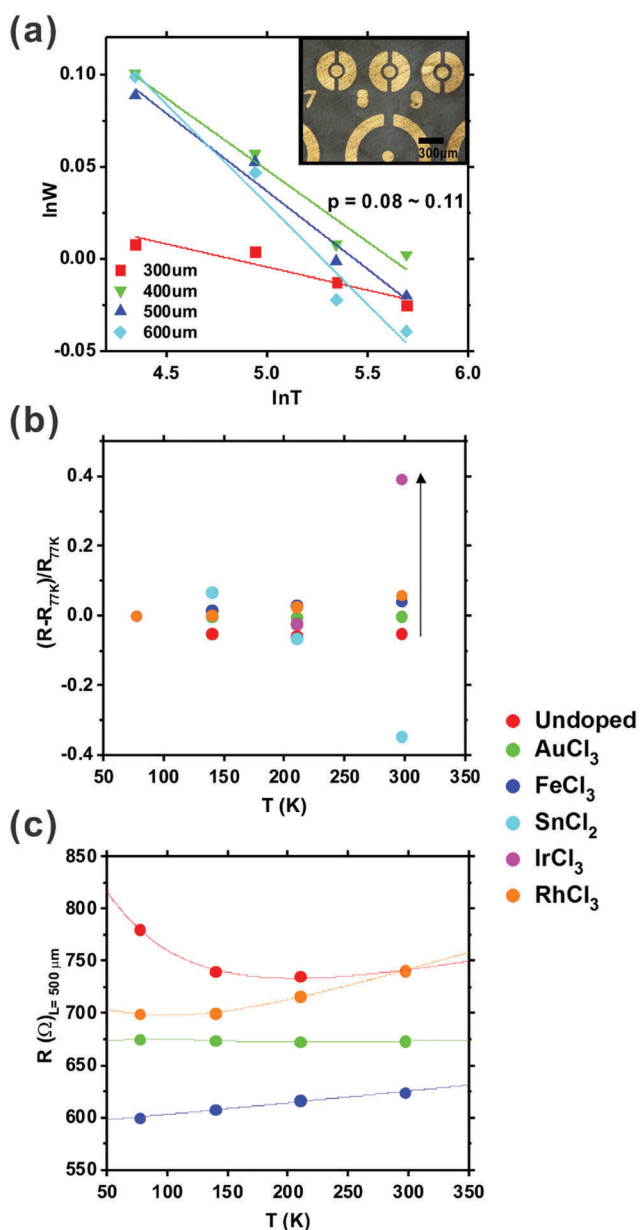 (a)
0.10
0.05
0.00
-0.05
lnW
7 8 9
300µm
p = 0.08 ~ 0.11
300um
400um
500um
600um
4.5 5.0 5.5 6.0
lnT
(b)
0.4
0.2
0.0
-0.2
-0.4
(R-R77K)/R77K
50 100 150 200 250 300 350
T (K)
Undoped
AuCl3
FeCl3
SnCl2
IrCl3
RhCl3
(c)
850
800
750
700
650
600
550
R (Ω)L= 500 µm
50 100 150 200 250 300 350
T (K)